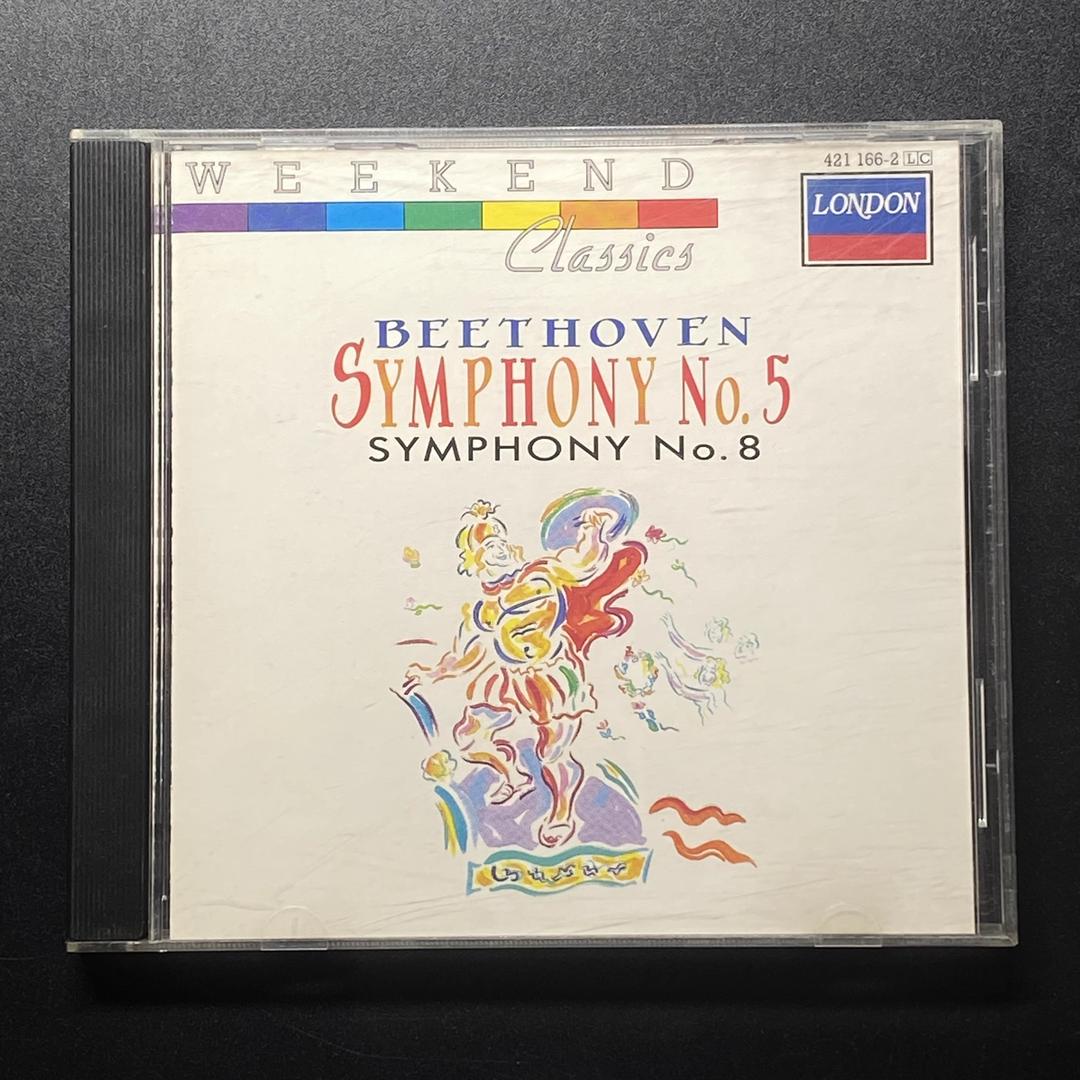 WEEKEND
Classics
421 166-2 LC
LONDON
BEETHOVEN
SYMPHONY No. 5
SYMPHONY No. 8